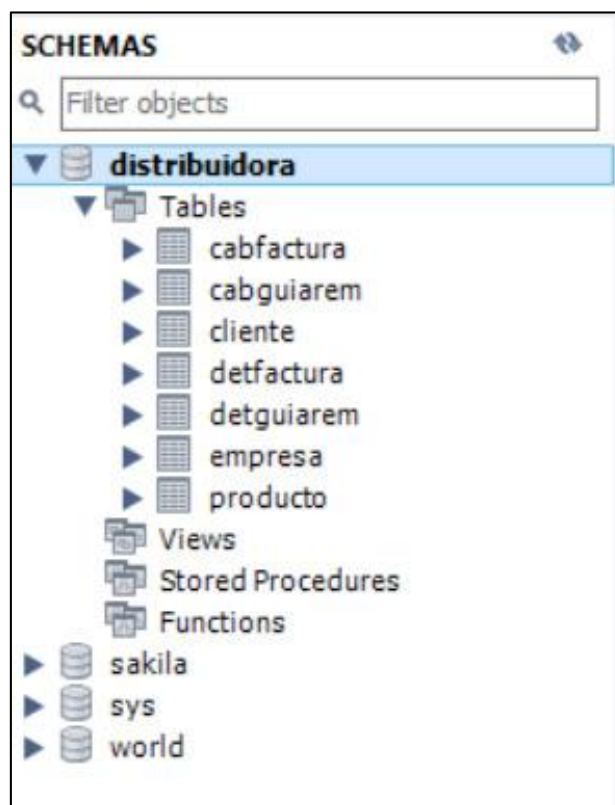 SCHEMAS
Filter objects
distribuidora
Tables
cabfactura
cabguiarem
cliente
detfactura
detguiarem
empresa
producto
Views
Stored Procedures
Functions
sakila
sys
world